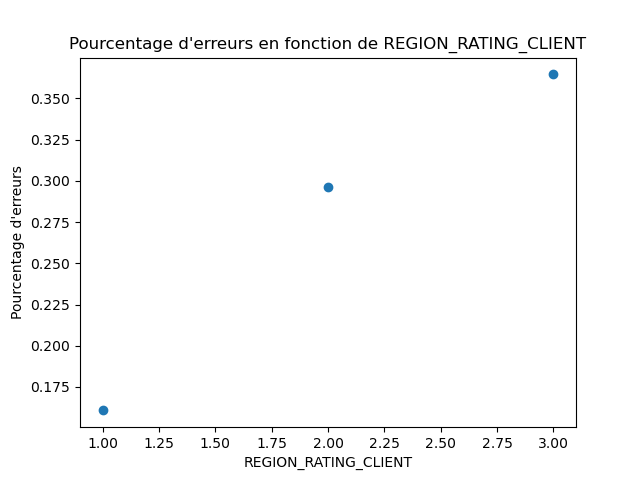 Pourcentage d'erreurs en fonction de REGION_RATING_CLIENT
Pourcentage d'erreurs
0.350
0.325
0.300
0.275
0.250
0.225
0.200
0.175
1.00 1.25 1.50 1.75 2.00 2.25 2.50 2.75 3.00
REGION_RATING_CLIENT